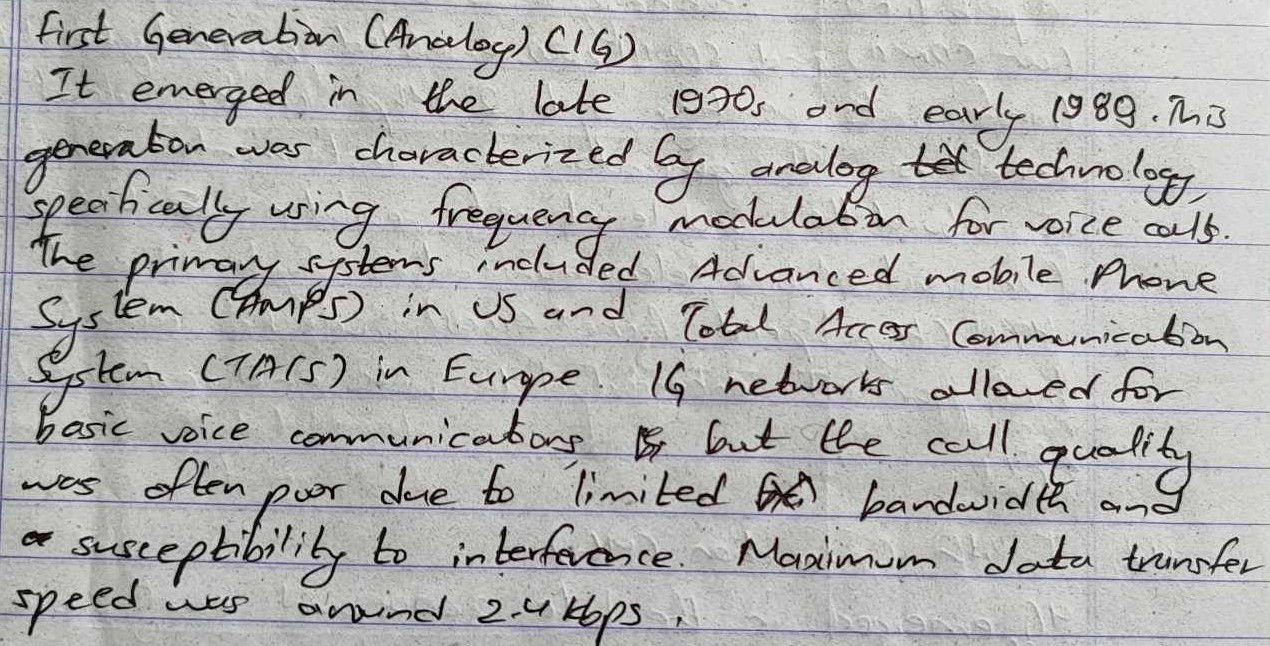 First Generation (Analog) (1G)
It emerged in the late 1970s and early 1989. This
generation was characterized by analog technology,
specifically using frequency modulation for voice calls.
The primary systems included Advanced mobile Phone
System (AMPS) in US and Total Access Communication
System (TACS) in Europe. 1G networks allowed for
basic voice communications, but the call quality
was often poor due to limited bandwidth and
susceptibility to interference. Maximum data transfer
speed was around 2.4 kbps.